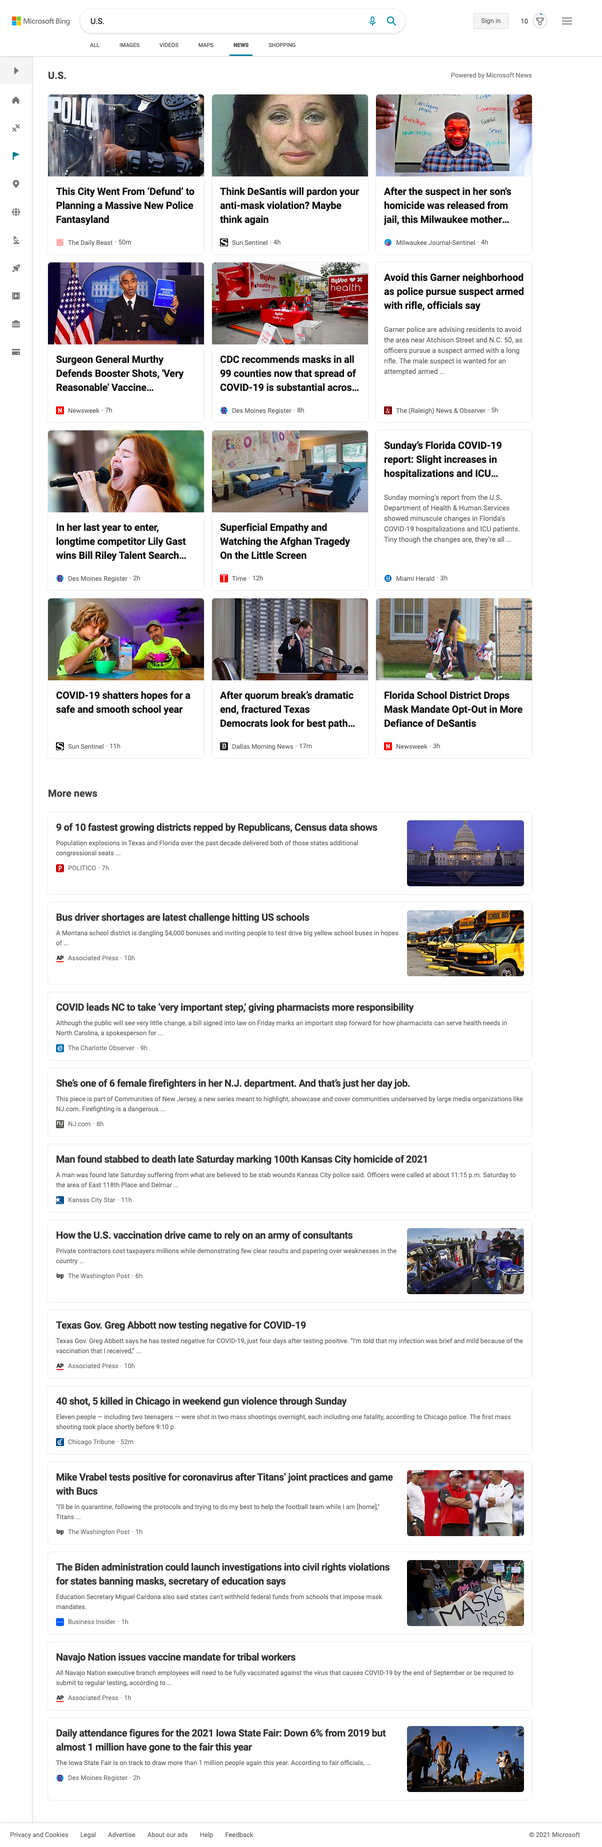 Microsoft Bing
U.S.
Sign in
10
ALL
IMAGES
VIDEOS
MAPS
NEWS
SHOPPING
U.S.
Powered by Microsoft News
POLIC
This City Went From ‘Defund’ to
Planning a Massive New Police
Fantasyland
The Daily Beast · 50m
Think DeSantis will pardon your
anti-mask violation? Maybe
think again
Sun Sentinel · 4h
After the suspect in her son's
homicide was released from
jail, this Milwaukee mother...
Milwaukee Journal-Sentinel · 4h
Surgeon General Murthy
Defends Booster Shots, 'Very
Reasonable' Vaccine...
Newsweek · 7h
HyVee
health
CDC recommends masks in all
99 counties now that spread of
COVID-19 is substantial acros...
Des Moines Register · 8h
Avoid this Garner neighborhood
as police pursue suspect armed
with rifle, officials say
Garner police are advising residents to avoid
the area near Atchison Street and N.C. 50, as
officers pursue a suspect armed with a long
rifle. The male suspect is wanted for an
attempted armed ...
The (Raleigh) News & Observer · 5h
In her last year to enter,
longtime competitor Lily Gast
wins Bill Riley Talent Search...
Des Moines Register · 2h
Superficial Empathy and
Watching the Afghan Tragedy
On the Little Screen
Time · 12h
Sunday’s Florida COVID-19
report: Slight increases in
hospitalizations and ICU...
Sunday morning’s report from the U.S.
Department of Health & Human Services
showed minuscule changes in Florida’s
COVID-19 hospitalizations and ICU patients.
Tiny though the changes are, they’re all ...
Miami Herald · 3h
COVID-19 shatters hopes for a
safe and smooth school year
Sun Sentinel · 11h
After quorum break’s dramatic
end, fractured Texas
Democrats look for best path...
Dallas Morning News · 17m
Florida School District Drops
Mask Mandate Opt-Out in More
Defiance of DeSantis
Newsweek · 3h
More news
9 of 10 fastest growing districts repped by Republicans, Census data shows
Population explosions in Texas and Florida over the past decade delivered both of those states additional
congressional seats ...
POLITICO · 7h
Bus driver shortages are latest challenge hitting US schools
A Montana school district is dangling $4,000 bonuses and inviting people to test drive big yellow school buses in hopes
of ...
AP Associated Press · 10h
SCHOOL BUS
COVID leads NC to take ‘very important step,’ giving pharmacists more responsibility
Although the public will see very little change, a bill signed into law on Friday marks an important step forward for how pharmacists can serve health needs in
North Carolina, a spokesperson for ...
The Charlotte Observer · 9h
She’s one of 6 female firefighters in her N.J. department. And that’s just her day job.
This piece is part of Communities of New Jersey, a new series meant to highlight, showcase and cover communities underserved by large media organizations like
NJ.com. Firefighting is a dangerous ...
NJ.com · 8h
Man found stabbed to death late Saturday marking 100th Kansas City homicide of 2021
A man was found late Saturday suffering from what are believed to be stab wounds Kansas City police said. Officers were called at about 11:15 p.m. Saturday to
the area of East 118th Place and Delmar ...
Kansas City Star · 11h
How the U.S. vaccination drive came to rely on an army of consultants
Private contractors cost taxpayers millions while demonstrating few clear results and papering over weaknesses in the
country ...
wp The Washington Post · 6h
Texas Gov. Greg Abbott now testing negative for COVID-19
Texas Gov. Greg Abbott says he has tested negative for COVID-19, just four days after testing positive. “I’m told that my infection was brief and mild because of the
vaccination that I received,” ...
AP Associated Press · 10h
40 shot, 5 killed in Chicago in weekend gun violence through Sunday
Eleven people — including two teenagers — were shot in two mass shootings overnight, each including one fatality, according to Chicago police. The first mass
shooting took place shortly before 9:10 p.
Chicago Tribune · 52m
Mike Vrabel tests positive for coronavirus after Titans’ joint practices and game
with Bucs
“I’ll be in quarantine, following the protocols and trying to do my best to help the football team while I am [home],”
Titans ...
wp The Washington Post · 1h
The Biden administration could launch investigations into civil rights violations
for states banning masks, secretary of education says
Education Secretary Miguel Cardona also said states can't withhold federal funds from schools that impose mask
mandates.
Business Insider · 1h
MASKS
IN
Navajo Nation issues vaccine mandate for tribal workers
All Navajo Nation executive branch employees will need to be fully vaccinated against the virus that causes COVID-19 by the end of September or be required to
submit to regular testing, according to ...
AP Associated Press · 1h
Daily attendance figures for the 2021 Iowa State Fair: Down 6% from 2019 but
almost 1 million have gone to the fair this year
The Iowa State Fair is on track to draw more than 1 million people again this year. According to fair officials, ...
Des Moines Register · 2h
Privacy and Cookies
Legal
Advertise
About our ads
Help
Feedback
© 2021 Microsoft